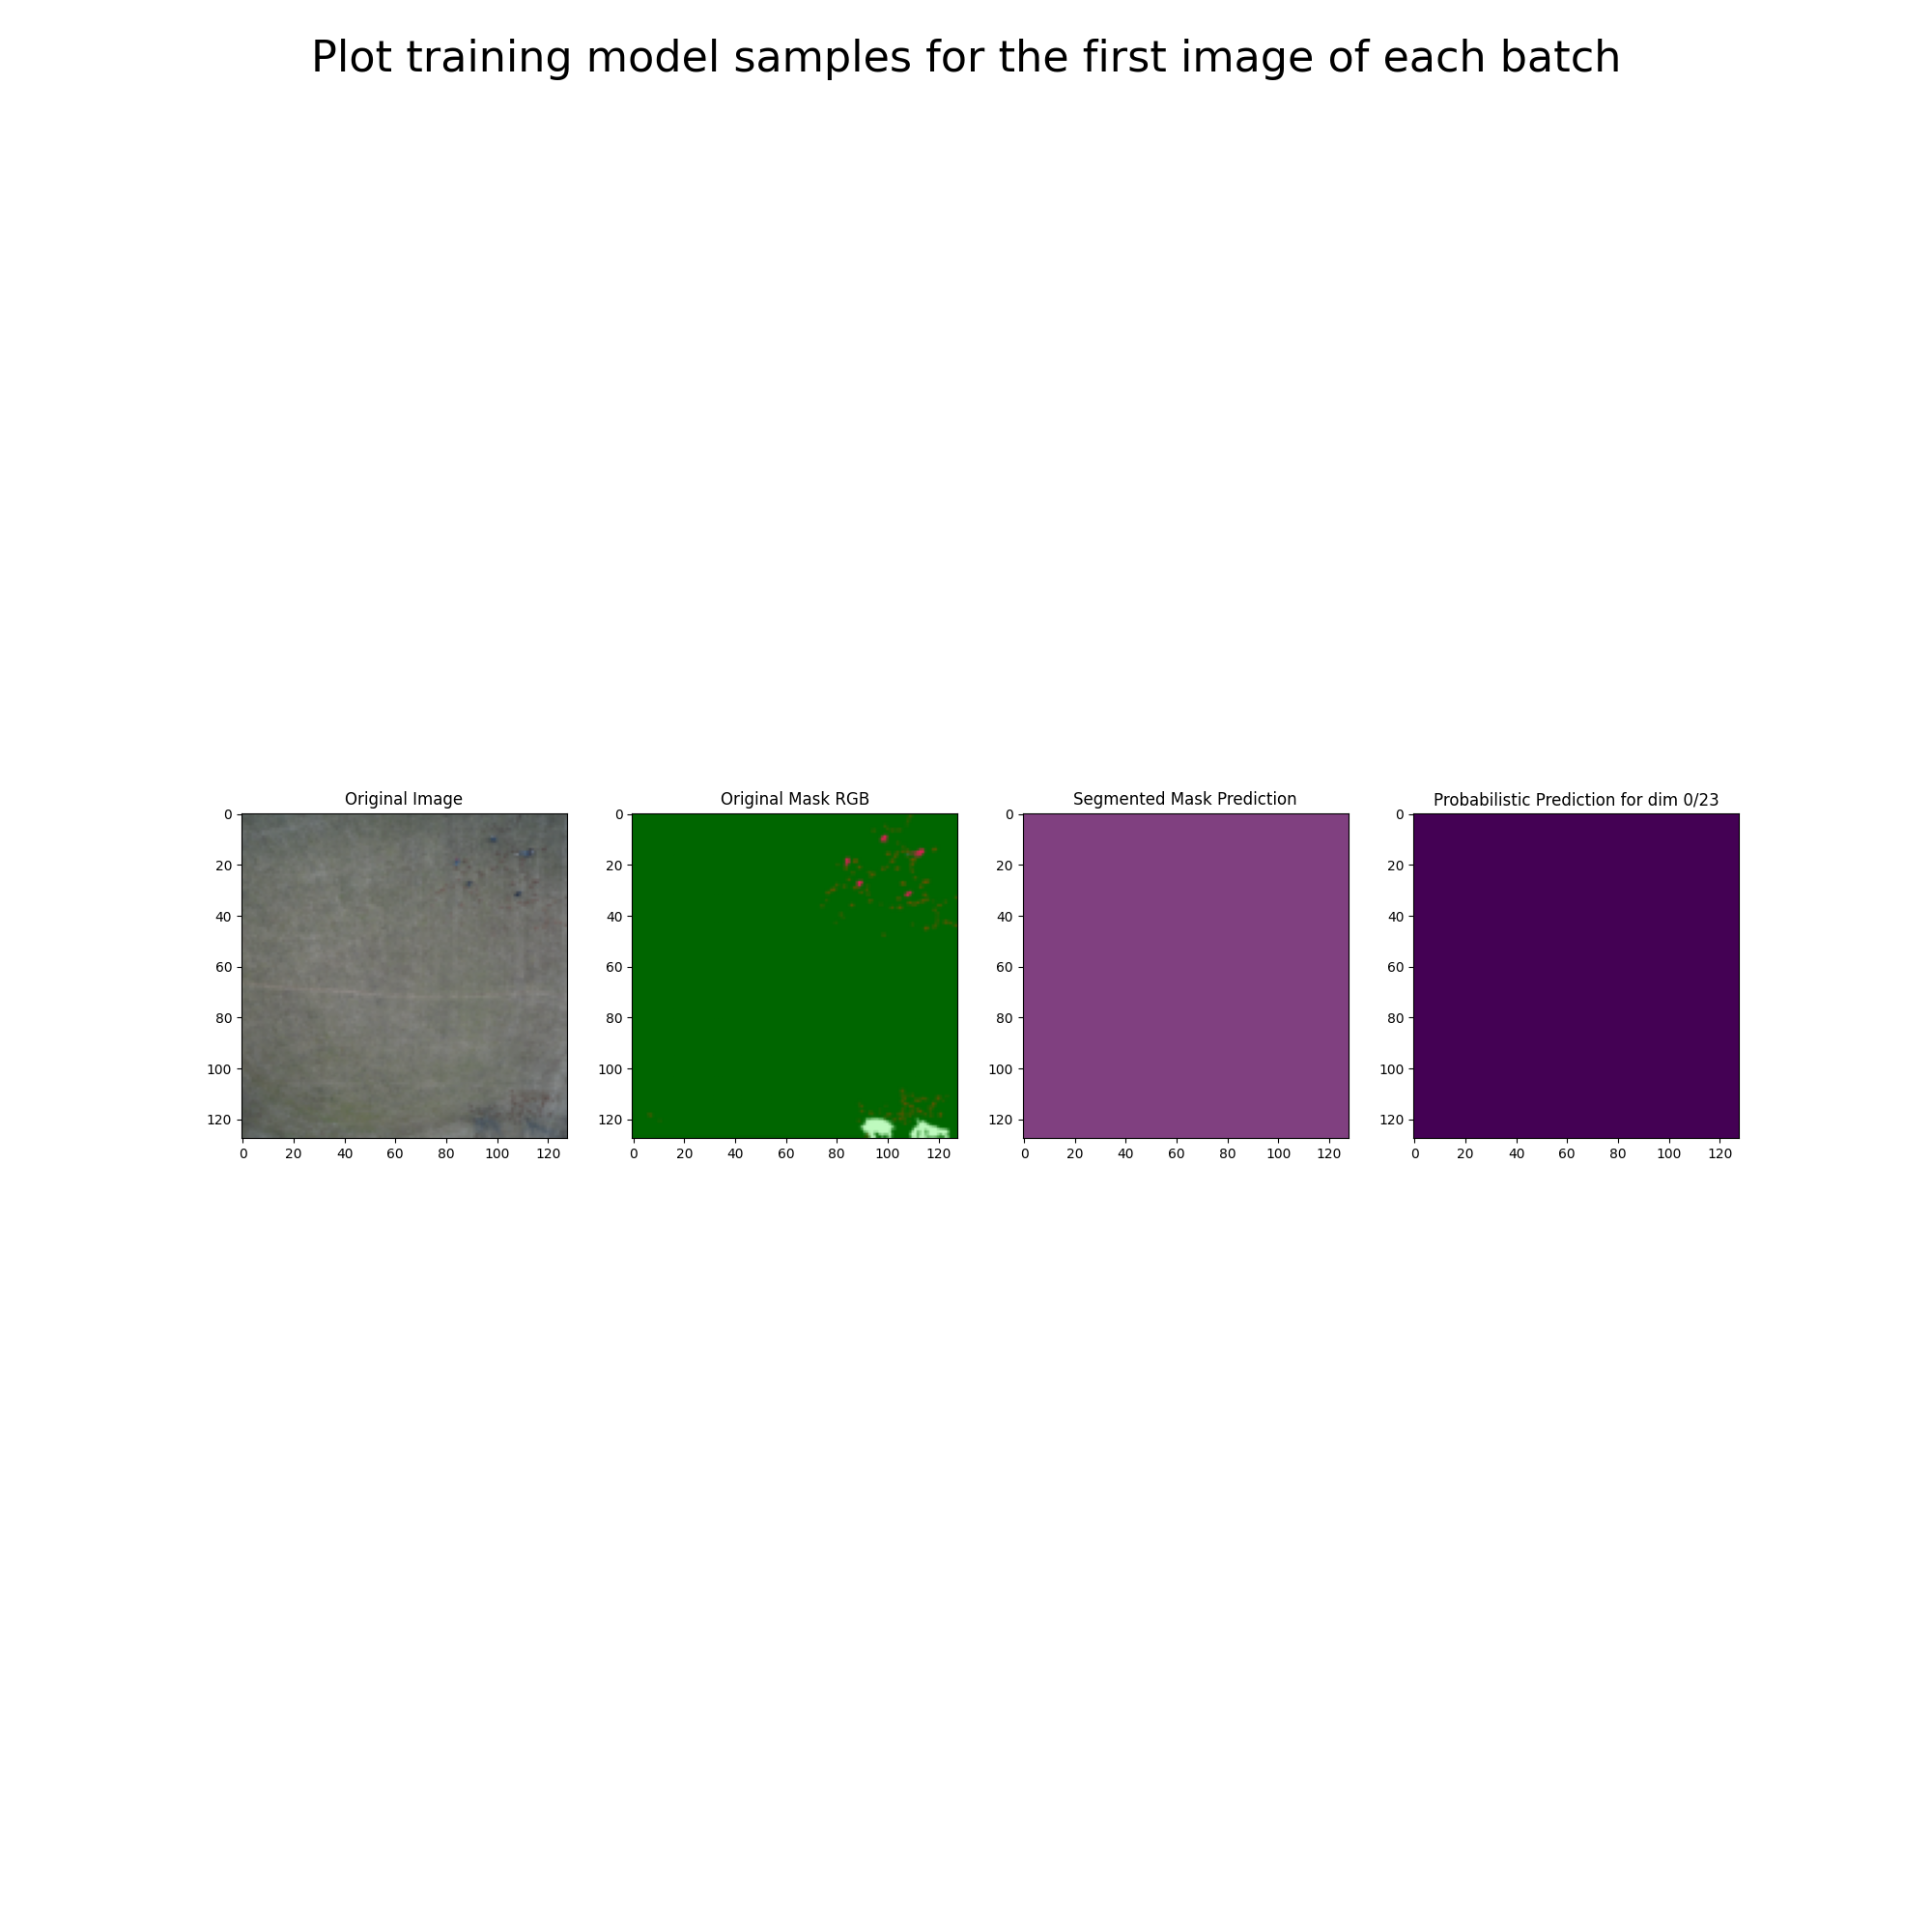 Plot training model samples for the first image of each batch
Original Image
Original Mask RGB
Segmented Mask Prediction
Probabilistic Prediction for dim 0/23
0 0 0 0
20 20 20 20
40 40 40 40
60 60 60 60
80 80 80 80
100 100 100 100
120 120 120 120
0 20 40 60 80 100 120 0 20 40 60 80 100 120 0 20 40 60 80 100 120 0 20 40 60 80 100 120